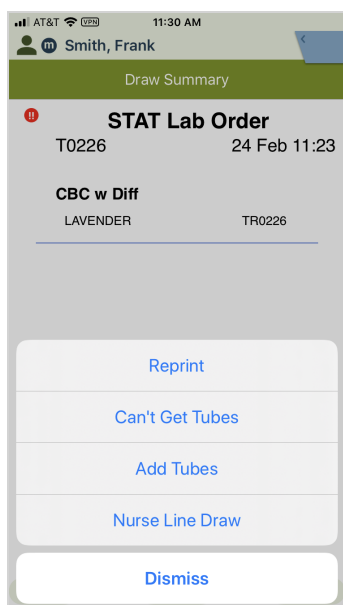 AT&T VPN 11:30 AM
m Smith, Frank <
Draw Summary
!! STAT Lab Order
T0226 24 Feb 11:23
CBC w Diff
LAVENDER TR0226
Reprint
Can't Get Tubes
Add Tubes
Nurse Line Draw
Dismiss